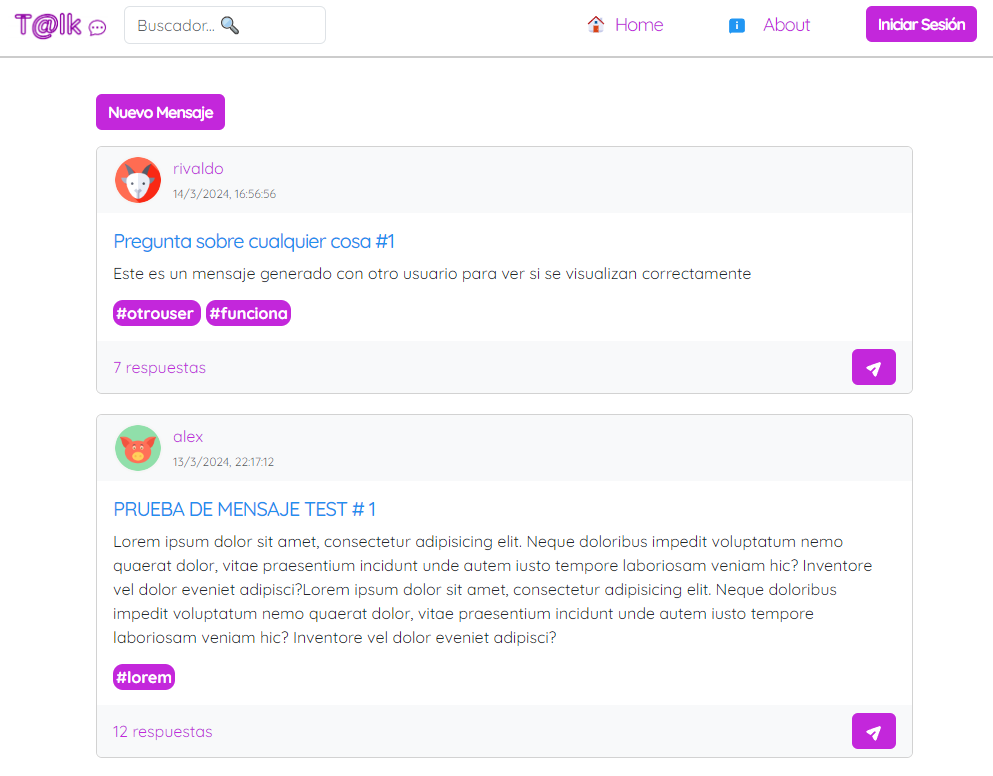 T@lk
Buscador...
Home
About
Iniciar Sesión
Nuevo Mensaje
rivaldo
14/3/2024, 16:56:56
Pregunta sobre cualquier cosa #1
Este es un mensaje generado con otro usuario para ver si se visualizan correctamente
#otrouser #funciona
7 respuestas
alex
13/3/2024, 22:17:12
PRUEBA DE MENSAJE TEST # 1
Lorem ipsum dolor sit amet, consectetur adipisicing elit. Neque doloribus impedit voluptatum nemo
quaerat dolor, vitae praesentium incidunt unde autem iusto tempore laboriosam veniam hic? Inventore
vel dolor eveniet adipisci?Lorem ipsum dolor sit amet, consectetur adipisicing elit. Neque doloribus
impedit voluptatum nemo quaerat dolor, vitae praesentium incidunt unde autem iusto tempore
laboriosam veniam hic? Inventore vel dolor eveniet adipisci?
#lorem
12 respuestas